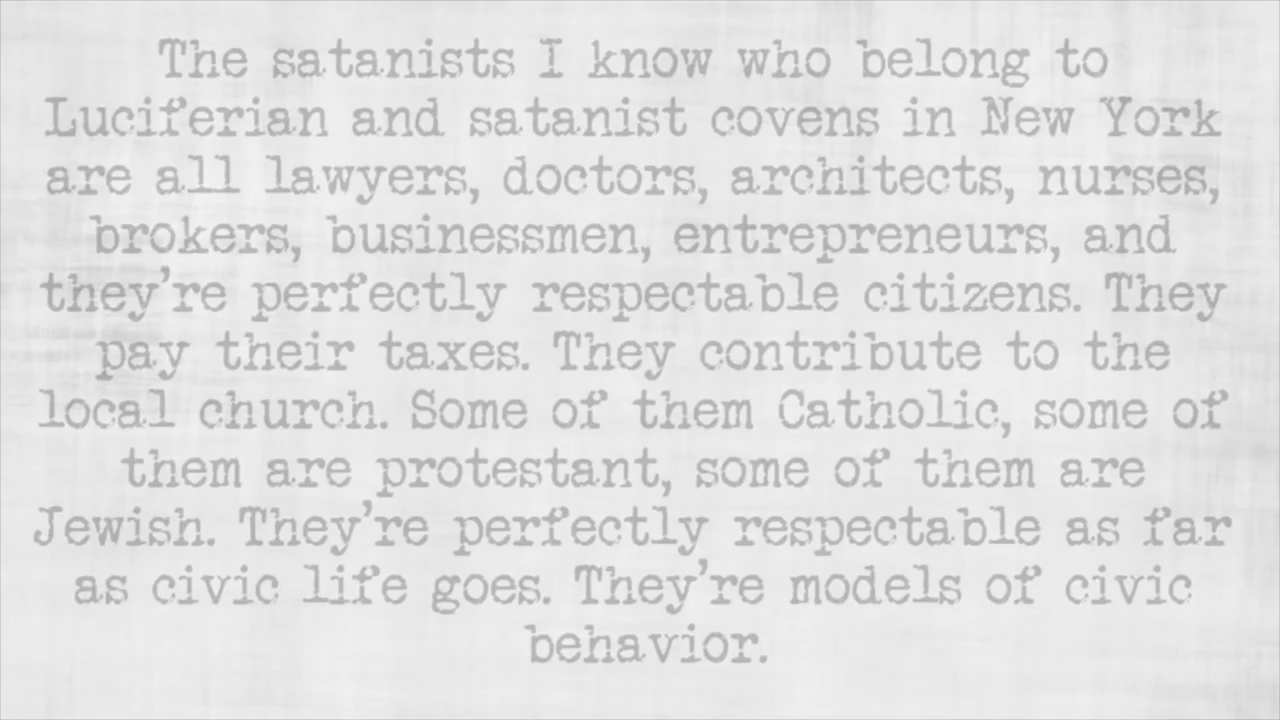 The satanists I know who belong to
Luciferian and satanist covens in New York
are all lawyers, doctors, architects, nurses,
brokers, businessmen, entrepreneurs, and
they're perfectly respectable citizens. They
pay their taxes. They contribute to the
local church. Some of them Catholic, some of
them are protestant, some of them are
Jewish. They're perfectly respectable as far
as civic life goes. They're models of civic
behavior.